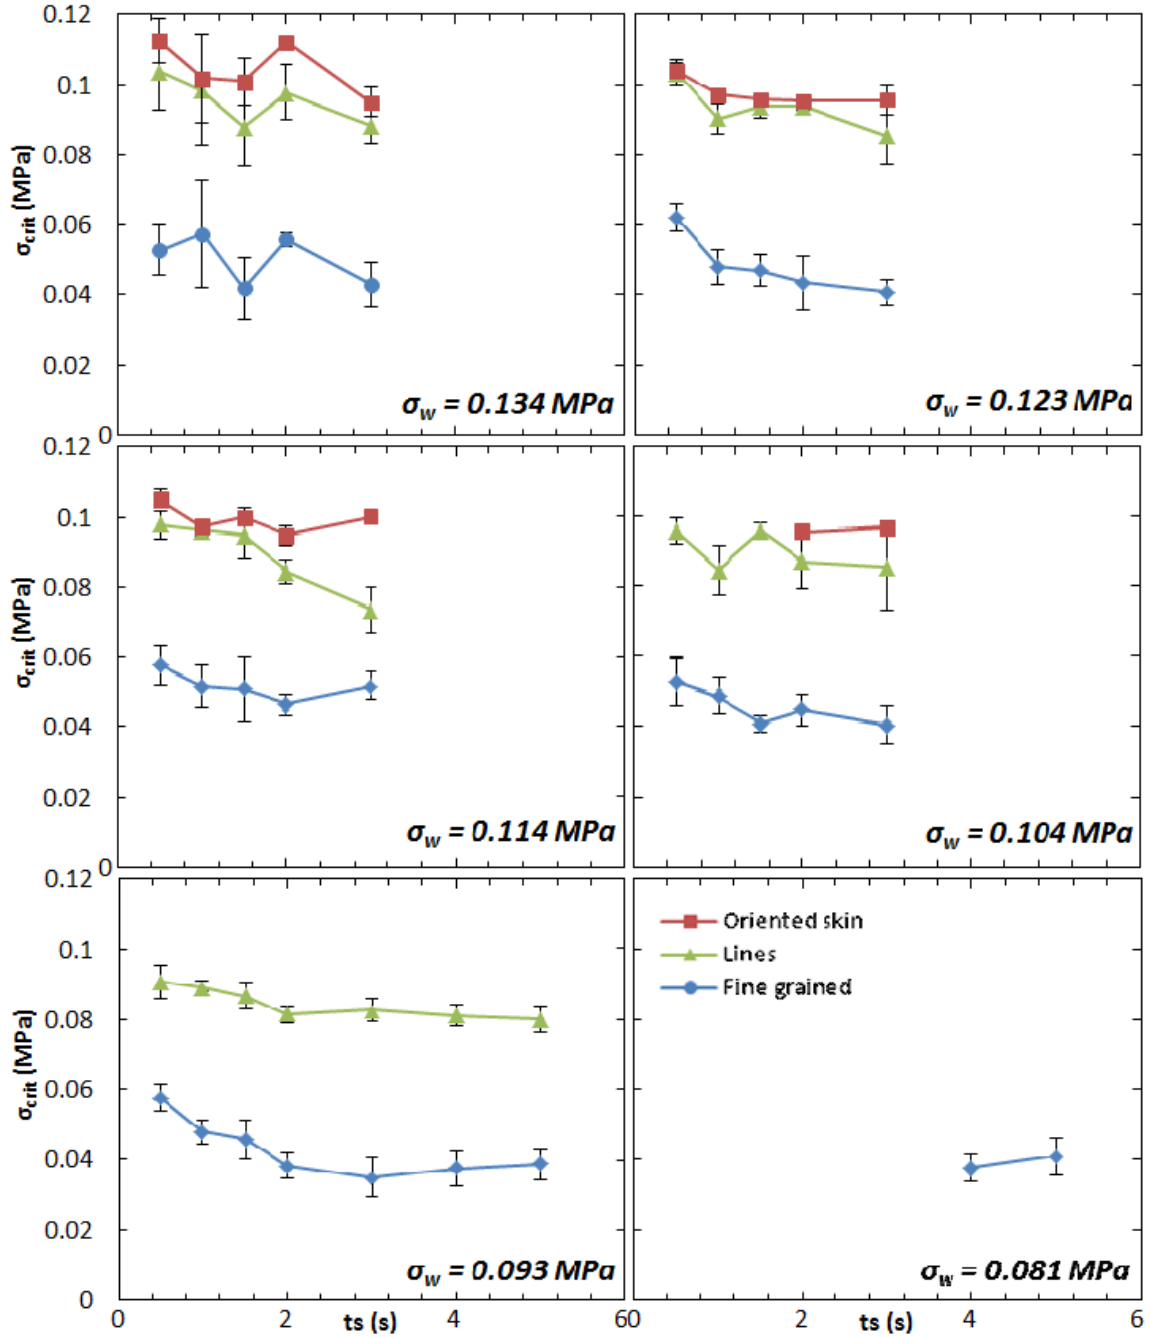 0.12
0.1
0.08
0.06
0.04
0.02
0
σcrit (MPa)
σw = 0.134 MPa
σw = 0.123 MPa
0.12
0.1
0.08
0.06
0.04
0.02
0
σcrit (MPa)
σw = 0.114 MPa
σw = 0.104 MPa
0.12
0.1
0.08
0.06
0.04
0.02
0
σcrit (MPa)
σw = 0.093 MPa
Oriented skin
Lines
Fine grained
σw = 0.081 MPa
0 2 4 6
ts (s)
0 2 4 6
ts (s)